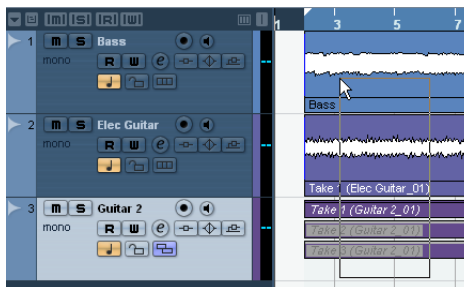 M S R W 1 3 5 7
1 M S Bass
mono R W e
Bass
2 M S Elec Guitar
R W e
Take 1 (Elec Guitar_01)
3 M S Guitar 2
mono R W e
Take 1 (Guitar 2_01)
Take 2 (Guitar 2_01)
Take 3 (Guitar 2_01)